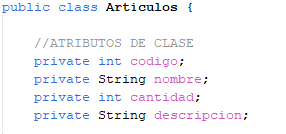 public class Articulos {
//ATRIBUTOS DE CLASE
private int codigo;
private String nombre;
private int cantidad;
private String descripcion;